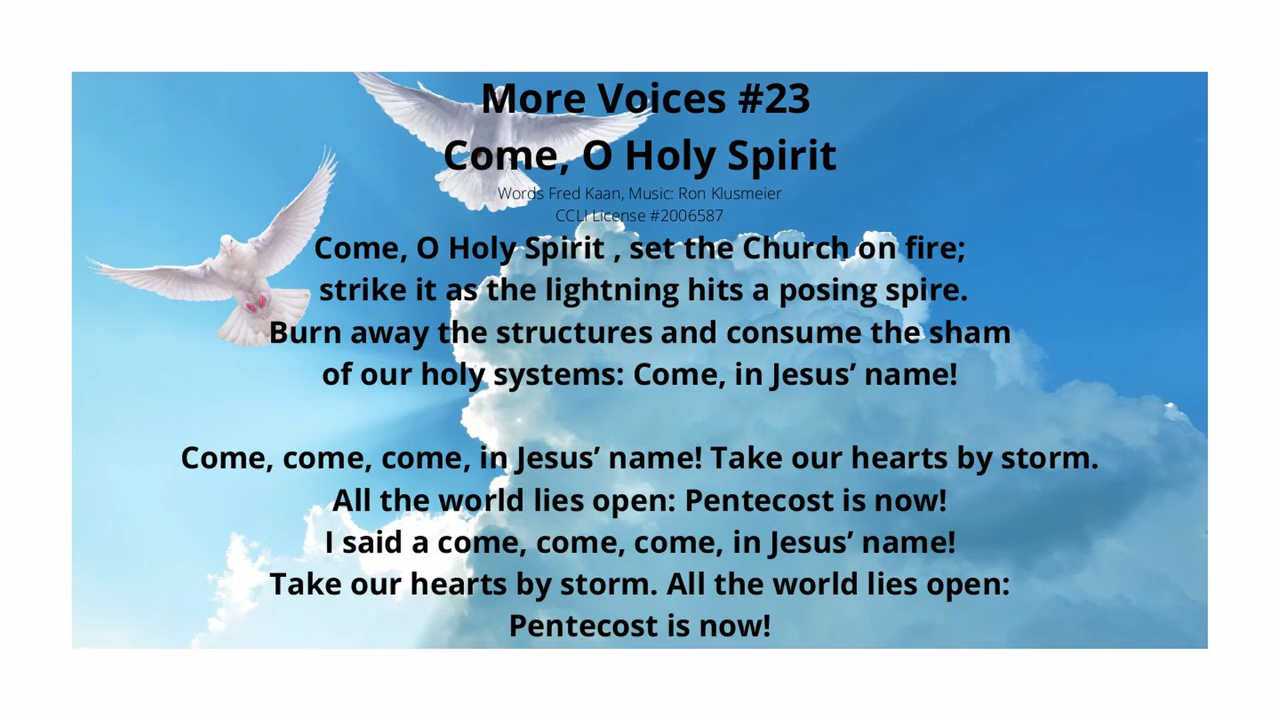 More Voices #23
Come, O Holy Spirit
Words Fred Kaan, Music: Ron Klusmeier
CCLI License #2006587
Come, O Holy Spirit , set the Church on fire;
strike it as the lightning hits a posing spire.
Burn away the structures and consume the sham
of our holy systems: Come, in Jesus’ name!
Come, come, come, in Jesus’ name! Take our hearts by storm.
All the world lies open: Pentecost is now!
I said a come, come, come, in Jesus’ name!
Take our hearts by storm. All the world lies open:
Pentecost is now!